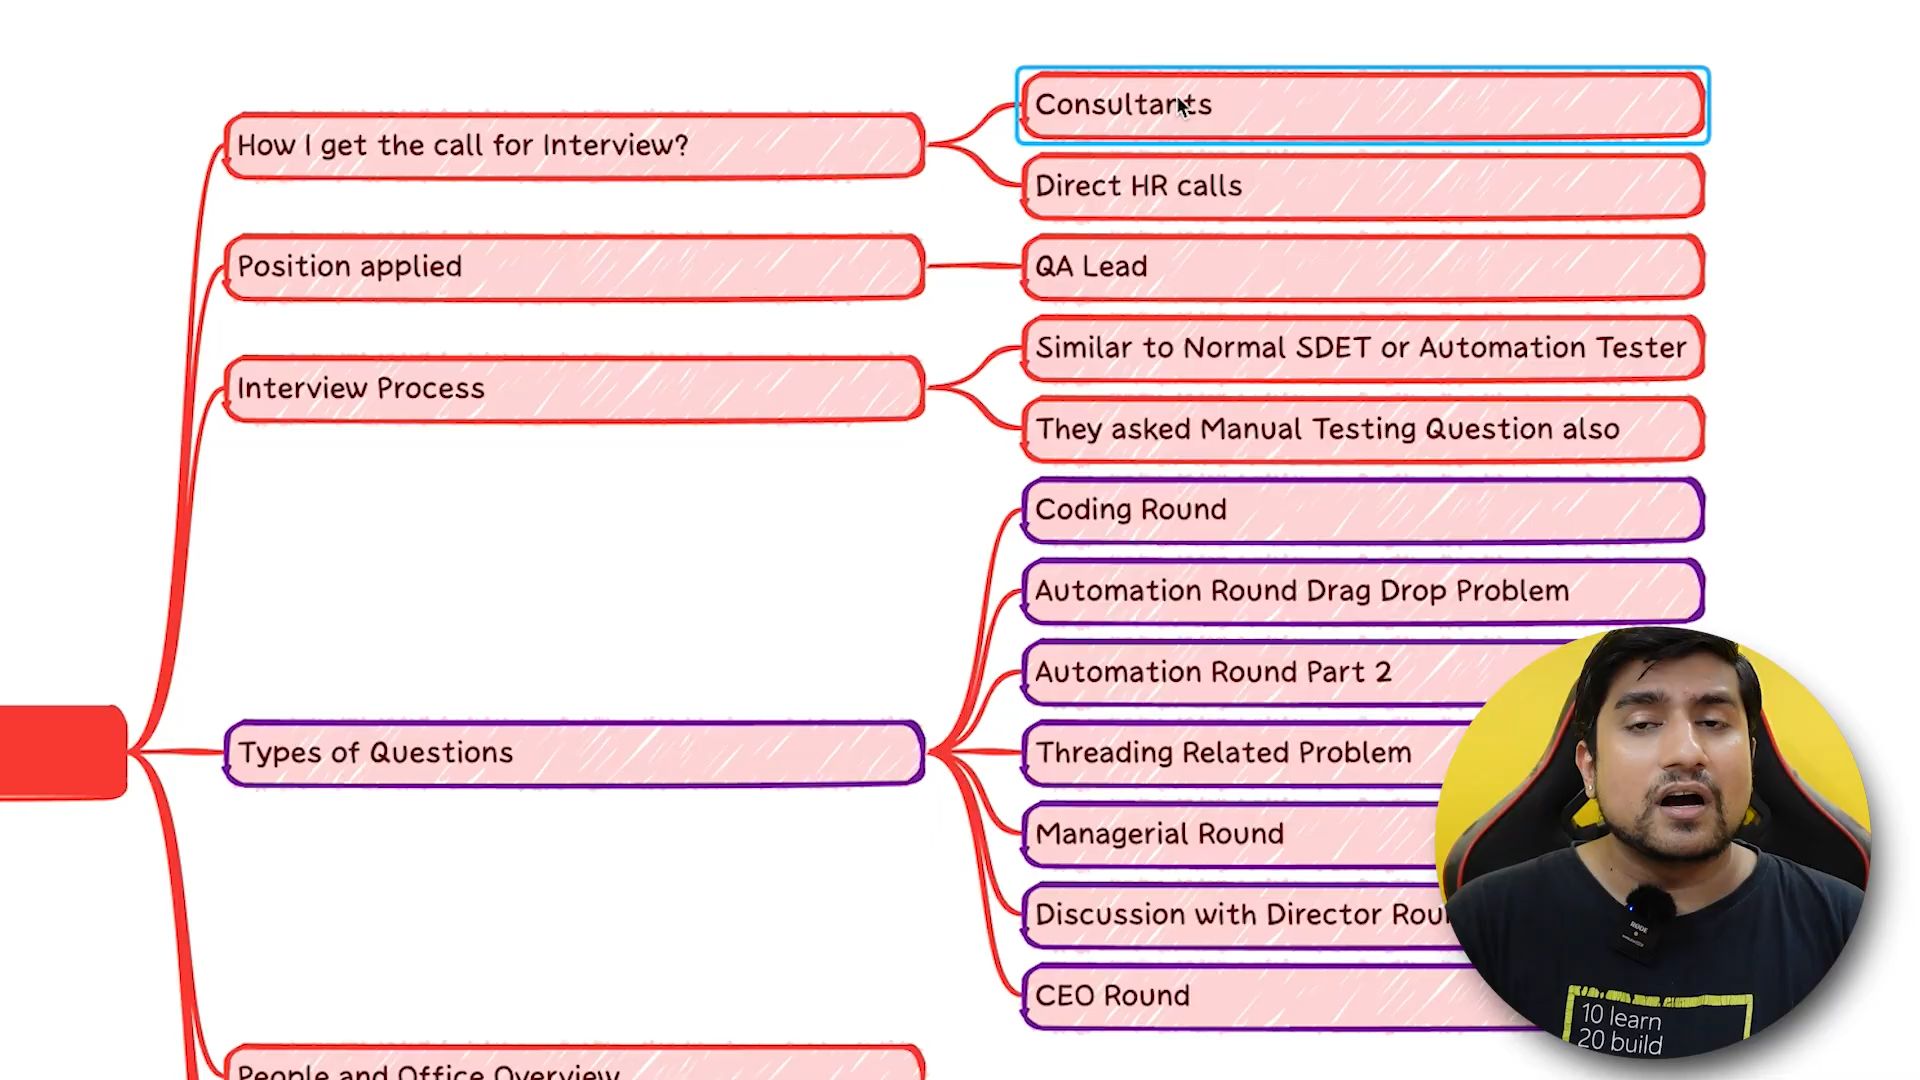 How I get the call for Interview?
Consultants
Direct HR calls
Position applied
QA Lead
Interview Process
Similar to Normal SDET or Automation Tester
They asked Manual Testing Question also
Types of Questions
Coding Round
Automation Round Drag Drop Problem
Automation Round Part 2
Threading Related Problem
Managerial Round
Discussion with Director
CEO Round
People and Office Overview
RODE
10 learn
20 build